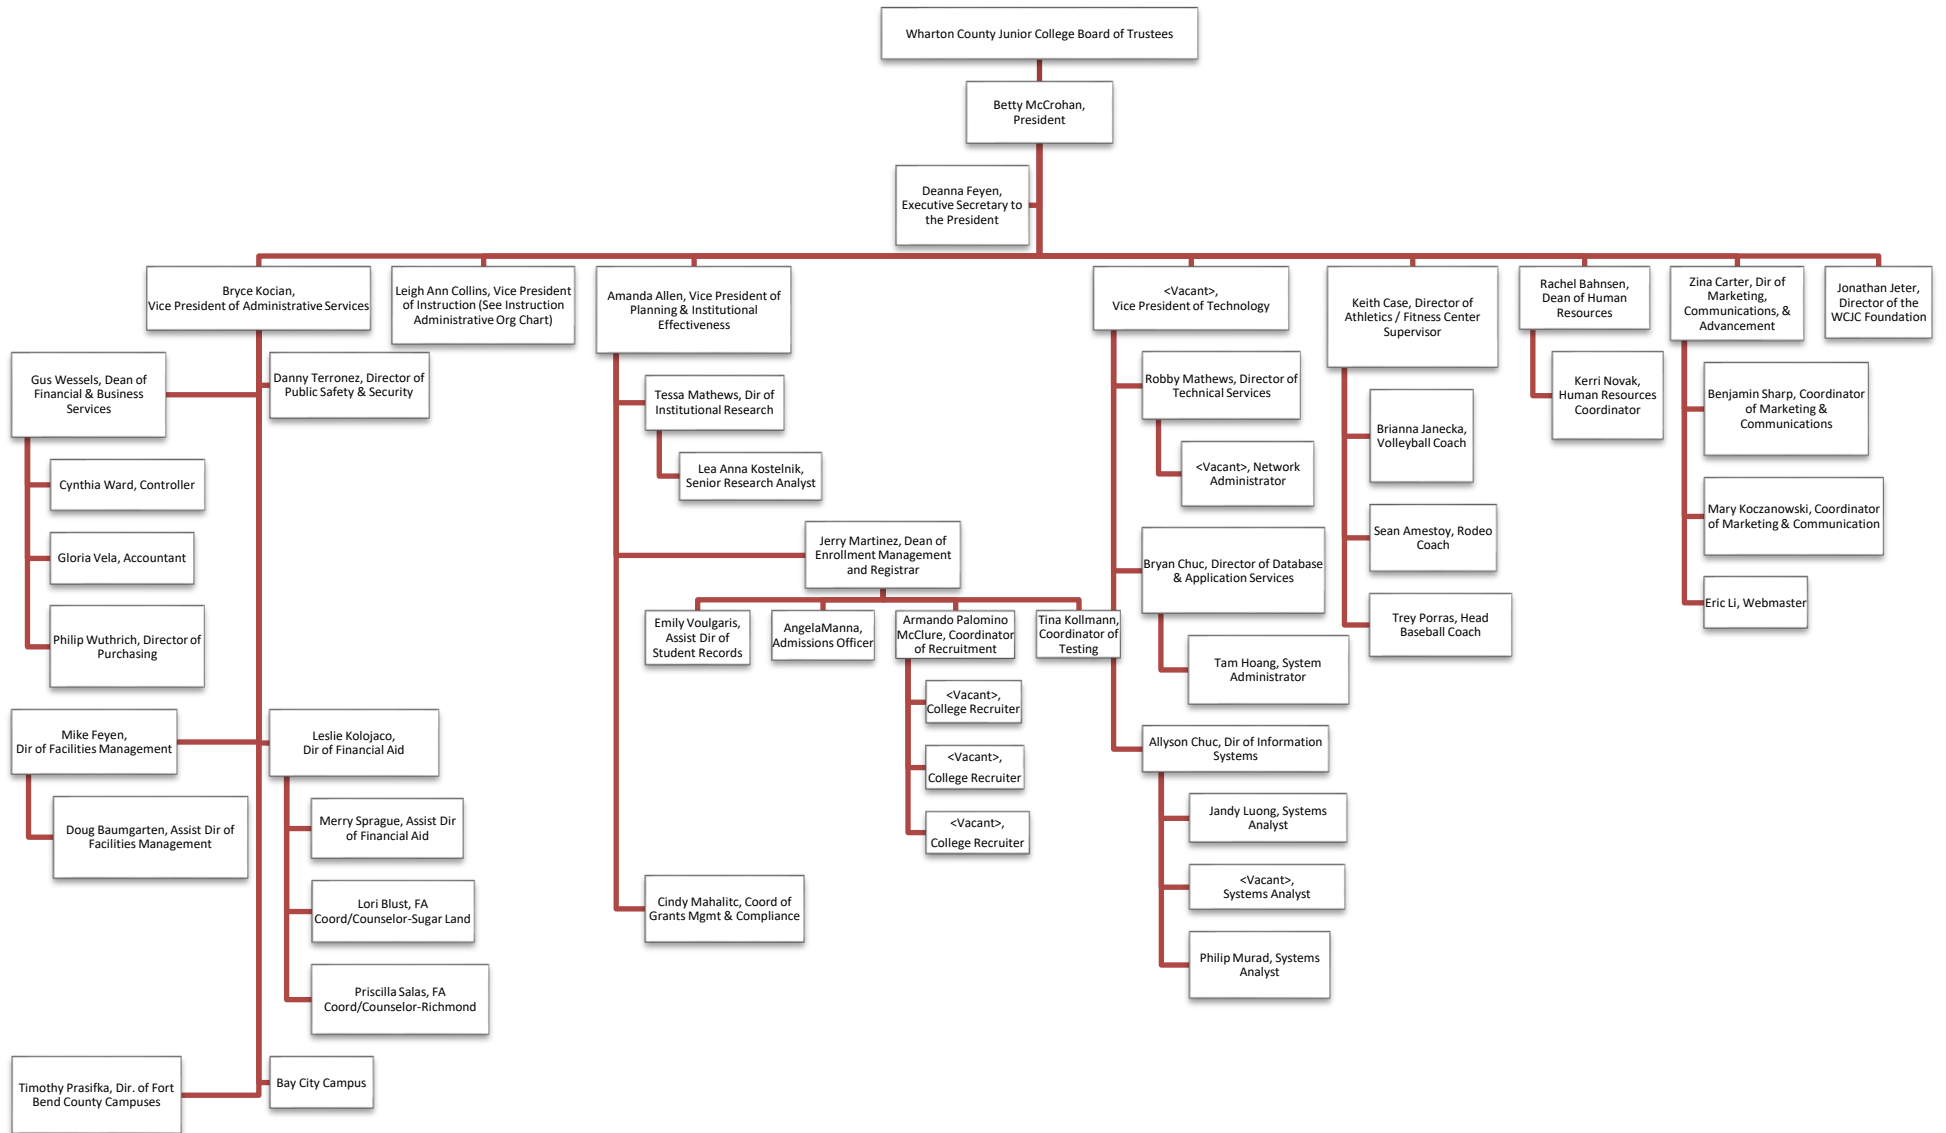 Wharton County Junior College Board of Trustees
Betty McCrohan,
President
Deanna Feyen,
Executive Secretary to
the President
Bryce Kocian,
Vice President of Administrative Services
Leigh Ann Collins, Vice President
of Instruction (See Instruction
Administrative Org Chart)
Amanda Allen, Vice President of
Planning & Institutional
Effectiveness
<Vacant>,
Vice President of Technology
Keith Case, Director of
Athletics / Fitness Center
Supervisor
Rachel Bahnsen,
Dean of Human
Resources
Zina Carter, Dir of
Marketing,
Communications, &
Advancement
Jonathan Jeter,
Director of the
WCJC Foundation
Gus Wessels, Dean of
Financial & Business
Services
Danny Terronez, Director of
Public Safety & Security
Cynthia Ward, Controller
Gloria Vela, Accountant
Philip Wuthrich, Director of
Purchasing
Mike Feyen,
Dir of Facilities Management
Doug Baumgarten, Assist Dir of
Facilities Management
Leslie Kolojaco,
Dir of Financial Aid
Merry Sprague, Assist Dir
of Financial Aid
Lori Blust, FA
Coord/Counselor-Sugar Land
Priscilla Salas, FA
Coord/Counselor-Richmond
Timothy Prasifka, Dir. of Fort
Bend County Campuses
Bay City Campus
Tessa Mathews, Dir of
Institutional Research
Lea Anna Kostelnik,
Senior Research Analyst
Jerry Martinez, Dean of
Enrollment Management
and Registrar
Emily Voulgaris,
Assist Dir of
Student Records
AngelaManna,
Admissions Officer
Armando Palomino
McClure, Coordinator
of Recruitment
Tina Kollmann,
Coordinator of
Testing
<Vacant>,
College Recruiter
<Vacant>,
College Recruiter
<Vacant>,
College Recruiter
Cindy Mahalitc, Coord of
Grants Mgmt & Compliance
Robby Mathews, Director of
Technical Services
<Vacant>, Network
Administrator
Bryan Chuc, Director of Database
& Application Services
Tam Hoang, System
Administrator
Allyson Chuc, Dir of Information
Systems
Jandy Luong, Systems
Analyst
<Vacant>,
Systems Analyst
Philip Murad, Systems
Analyst
Brianna Janecka,
Volleyball Coach
Sean Amestoy, Rodeo
Coach
Trey Porras, Head
Baseball Coach
Kerri Novak,
Human Resources
Coordinator
Benjamin Sharp, Coordinator
of Marketing &
Communications
Mary Koczanowski, Coordinator
of Marketing & Communication
Eric Li, Webmaster